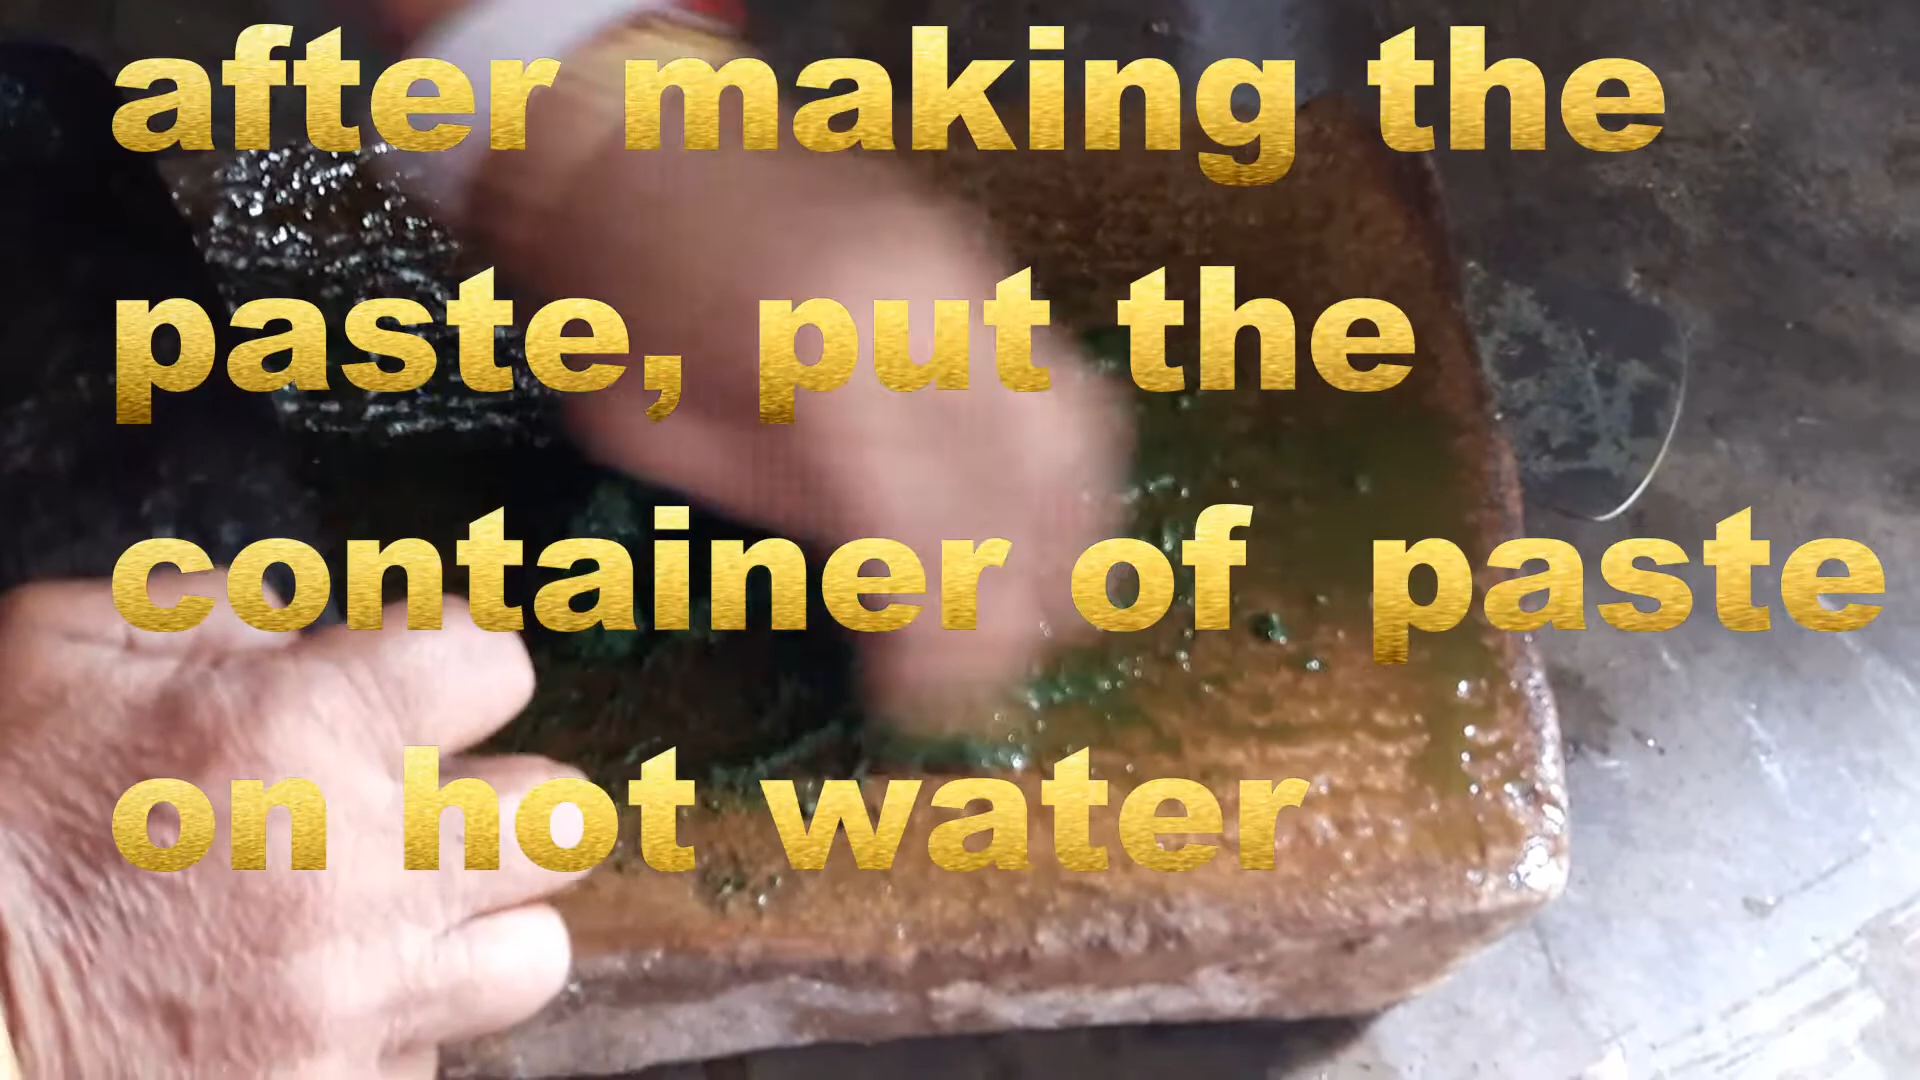 after making the
paste, put the
container of paste
on hot water